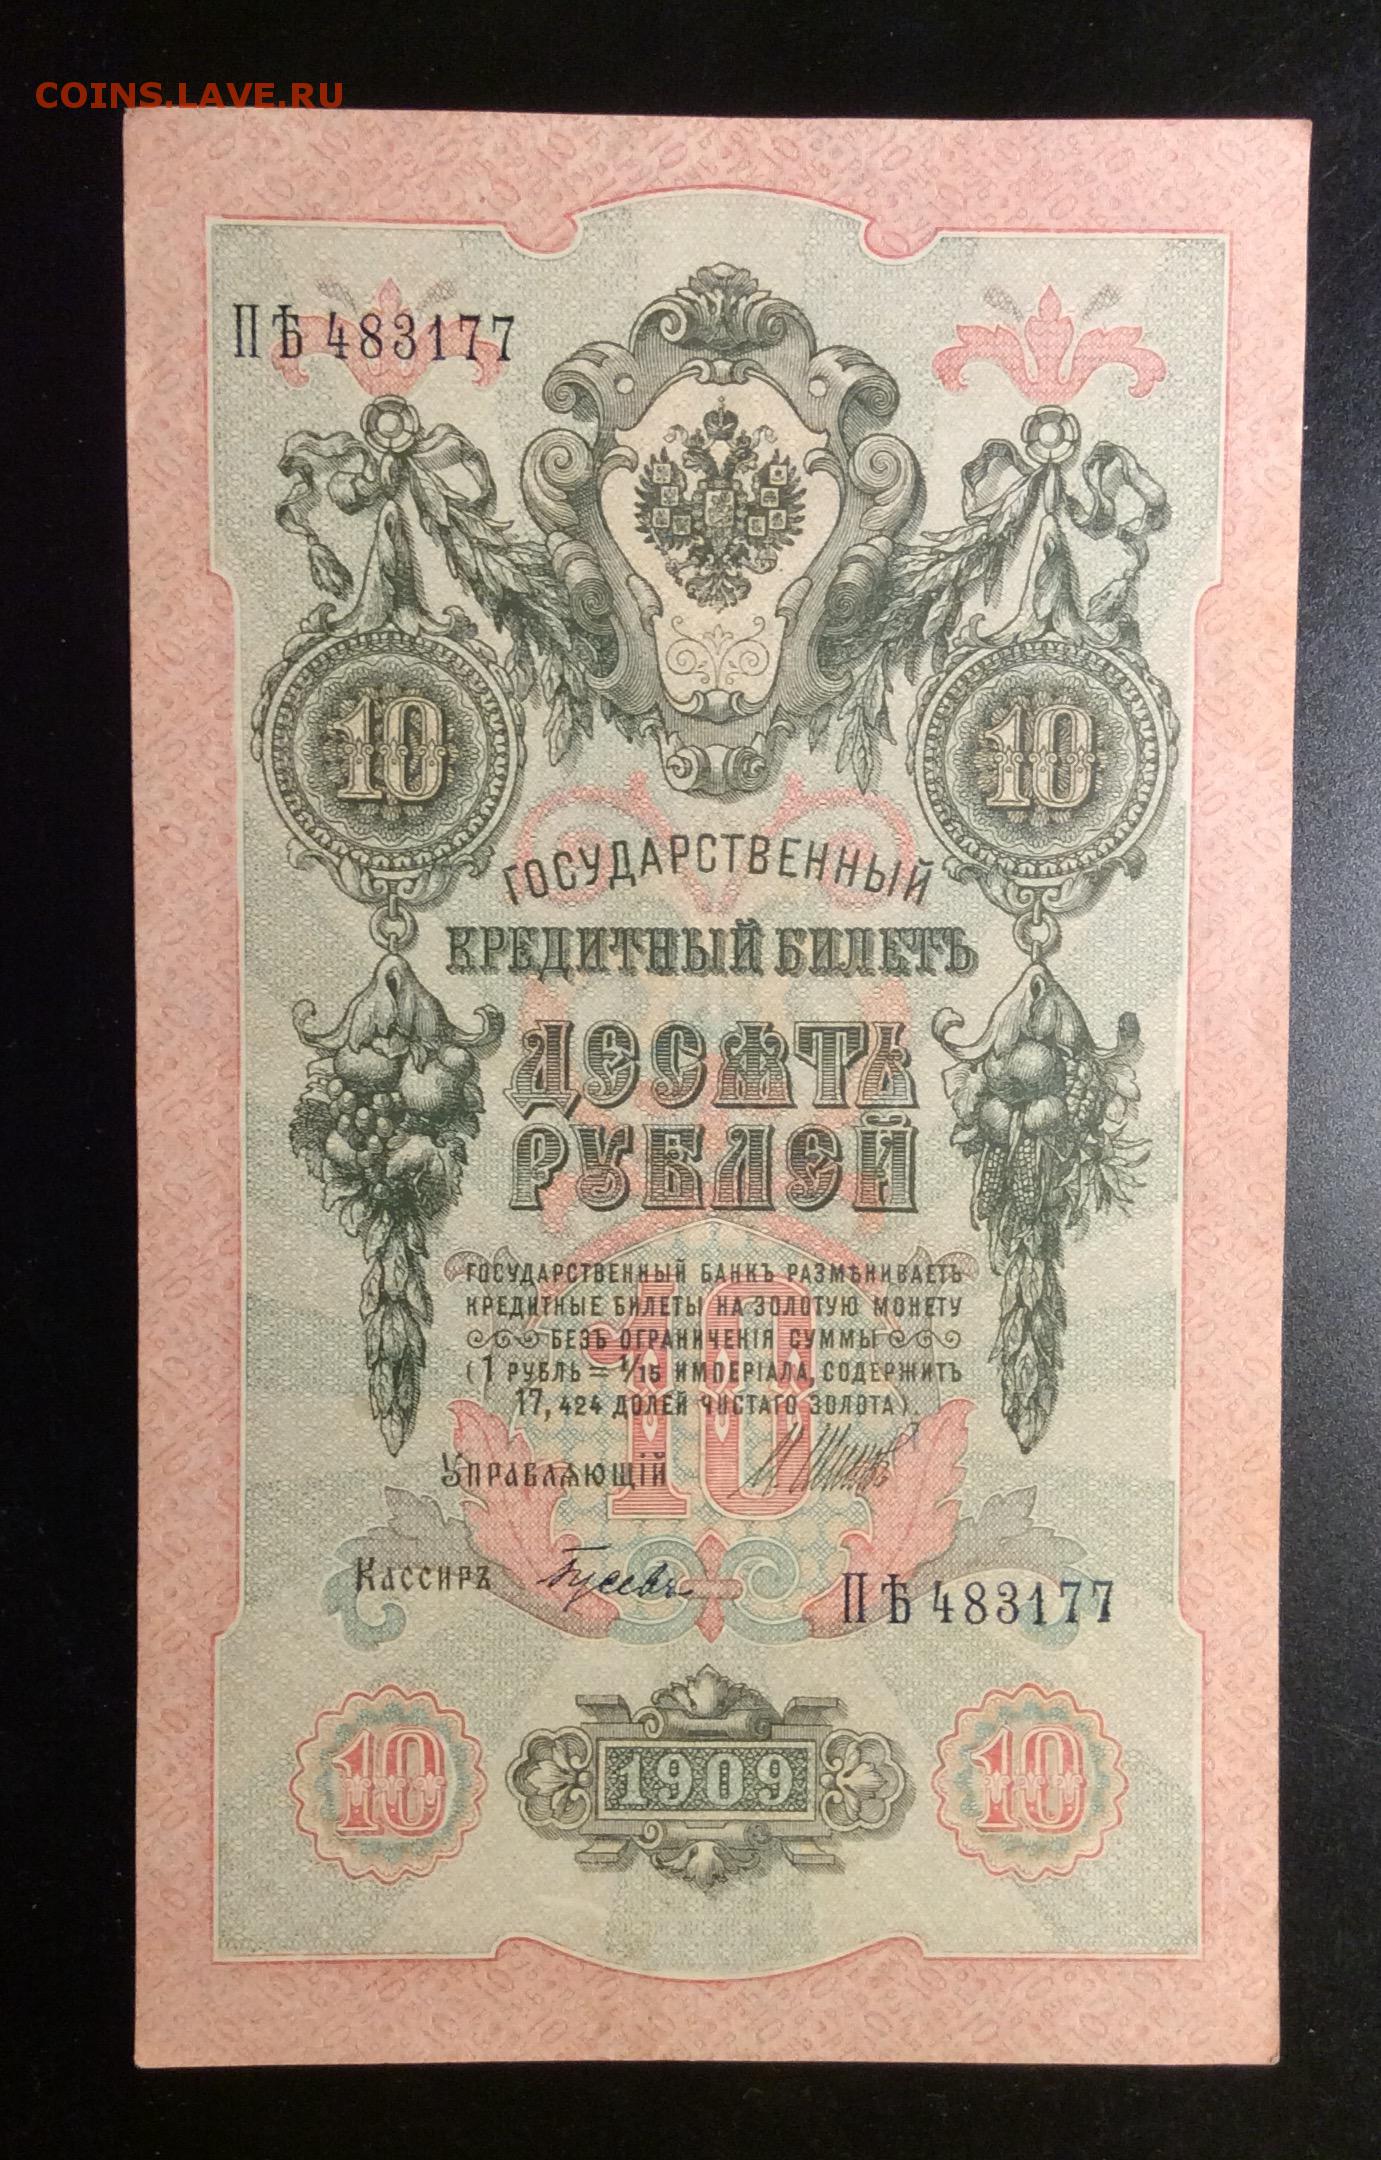 COINS.LAVE.RU
ПѢ 483177
10 10
ГОСУДАРСТВЕННЫЙ
КРЕДИТНЫЙ БИЛЕТЪ
ДЕСЯТЬ
РУБЛЕЙ
ГОСУДАРСТВЕННЫЙ БАНКЪ РАЗМѢНИВАЕТЪ
КРЕДИТНЫЕ БИЛЕТЫ НА ЗОЛОТУЮ МОНЕТУ
БЕЗЪ ОГРАНИЧЕНІЯ СУММЫ
(1 РУБЛЬ = 1/15 ИМПЕРІАЛА, СОДЕРЖИТЪ
17,424 ДОЛЕЙ ЧИСТАГО ЗОЛОТА).
10
УПРАВЛЯЮЩІЙ И Шипов
Кассиръ Гусевъ
ПѢ 483177
10 1909 10